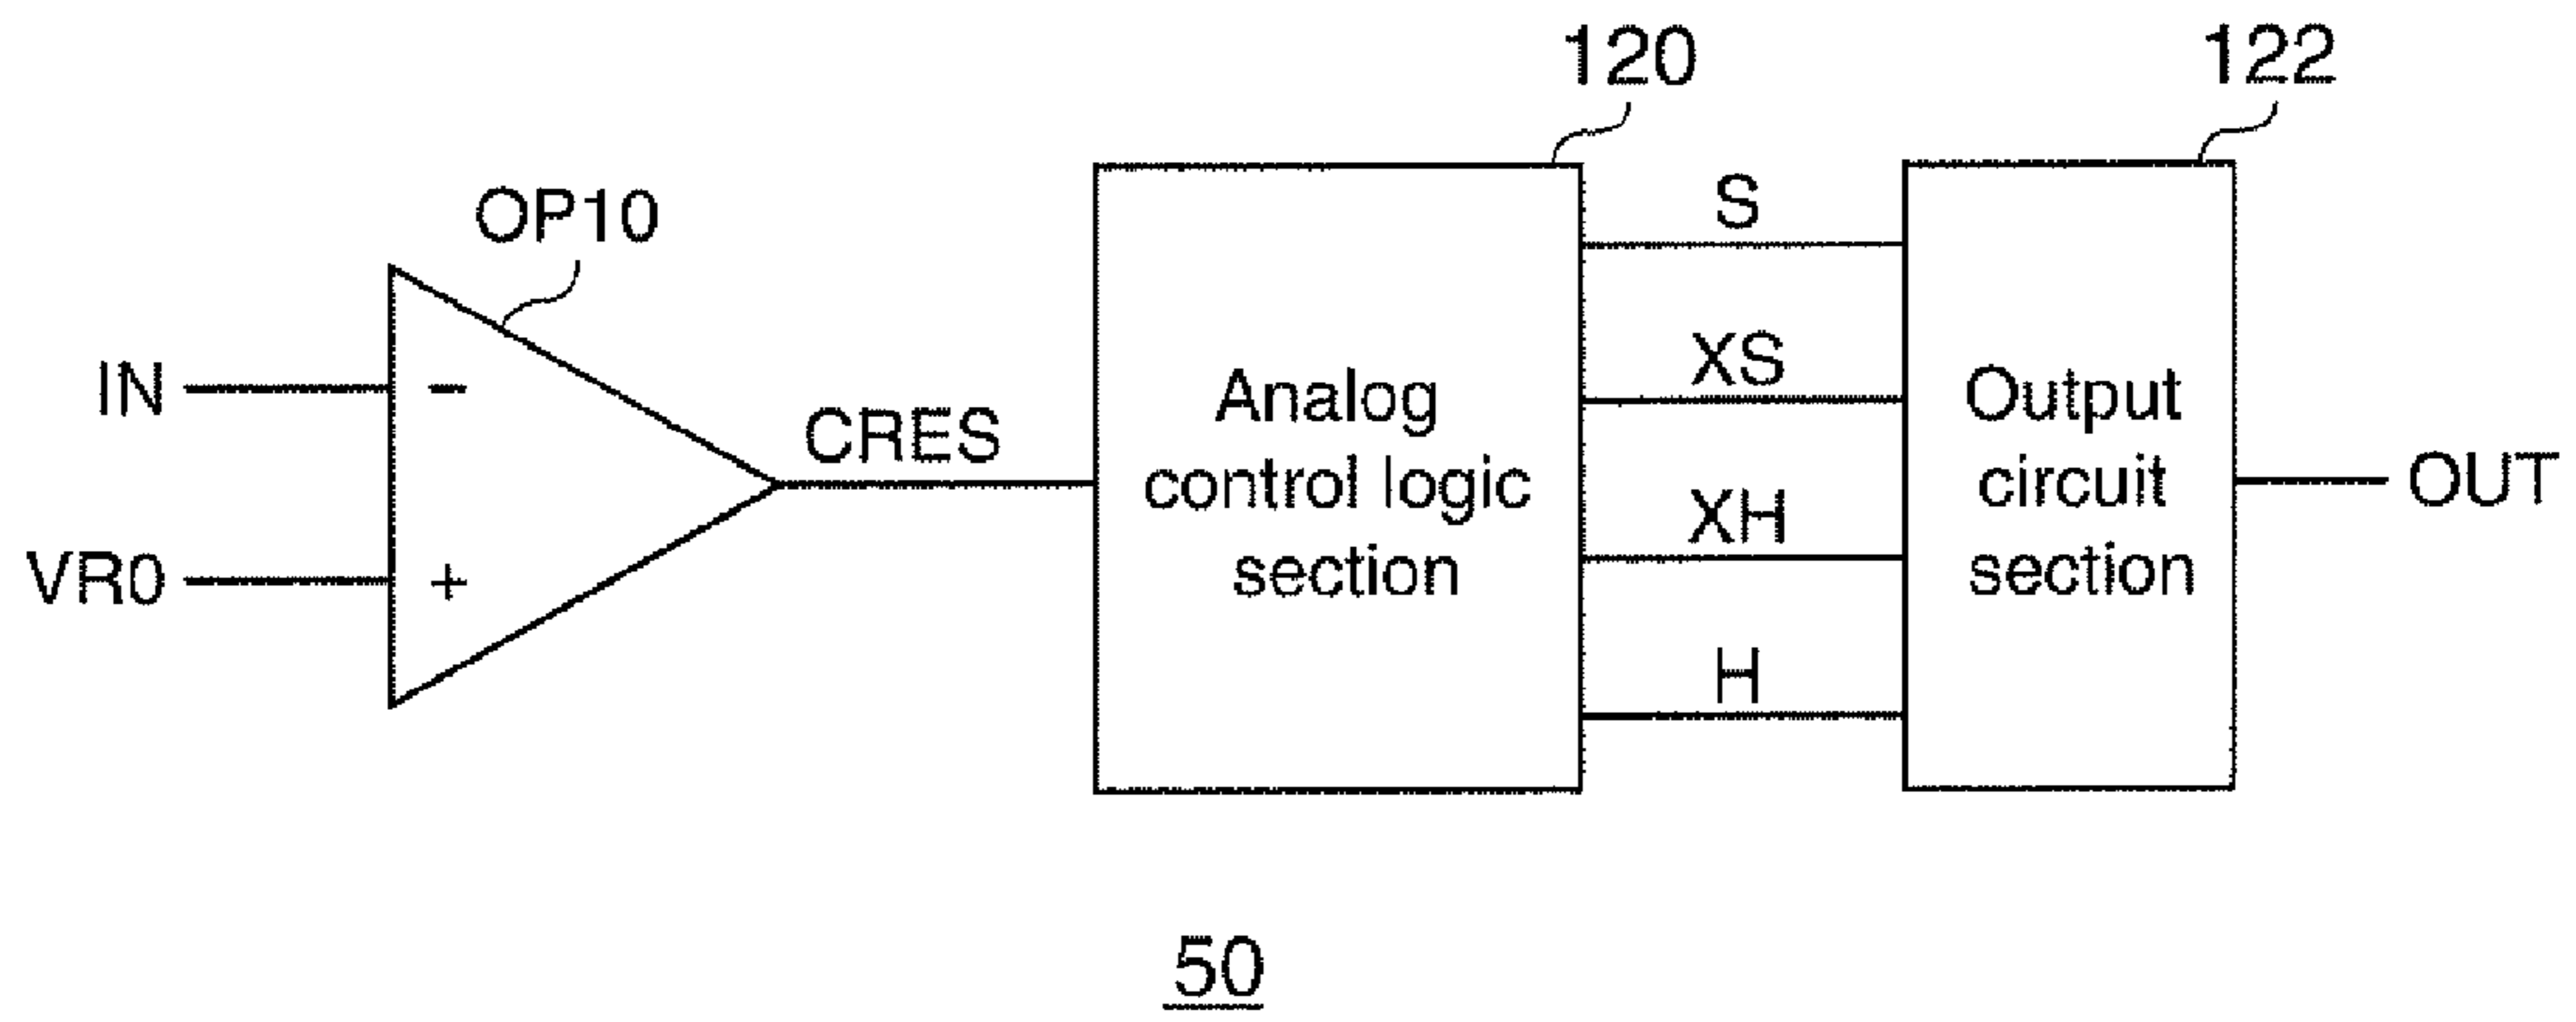 120
122
OP10
S
IN
-
XS
CRES
Analog
control logic
section
Output
circuit
section
OUT
XH
VR0
+
H
50